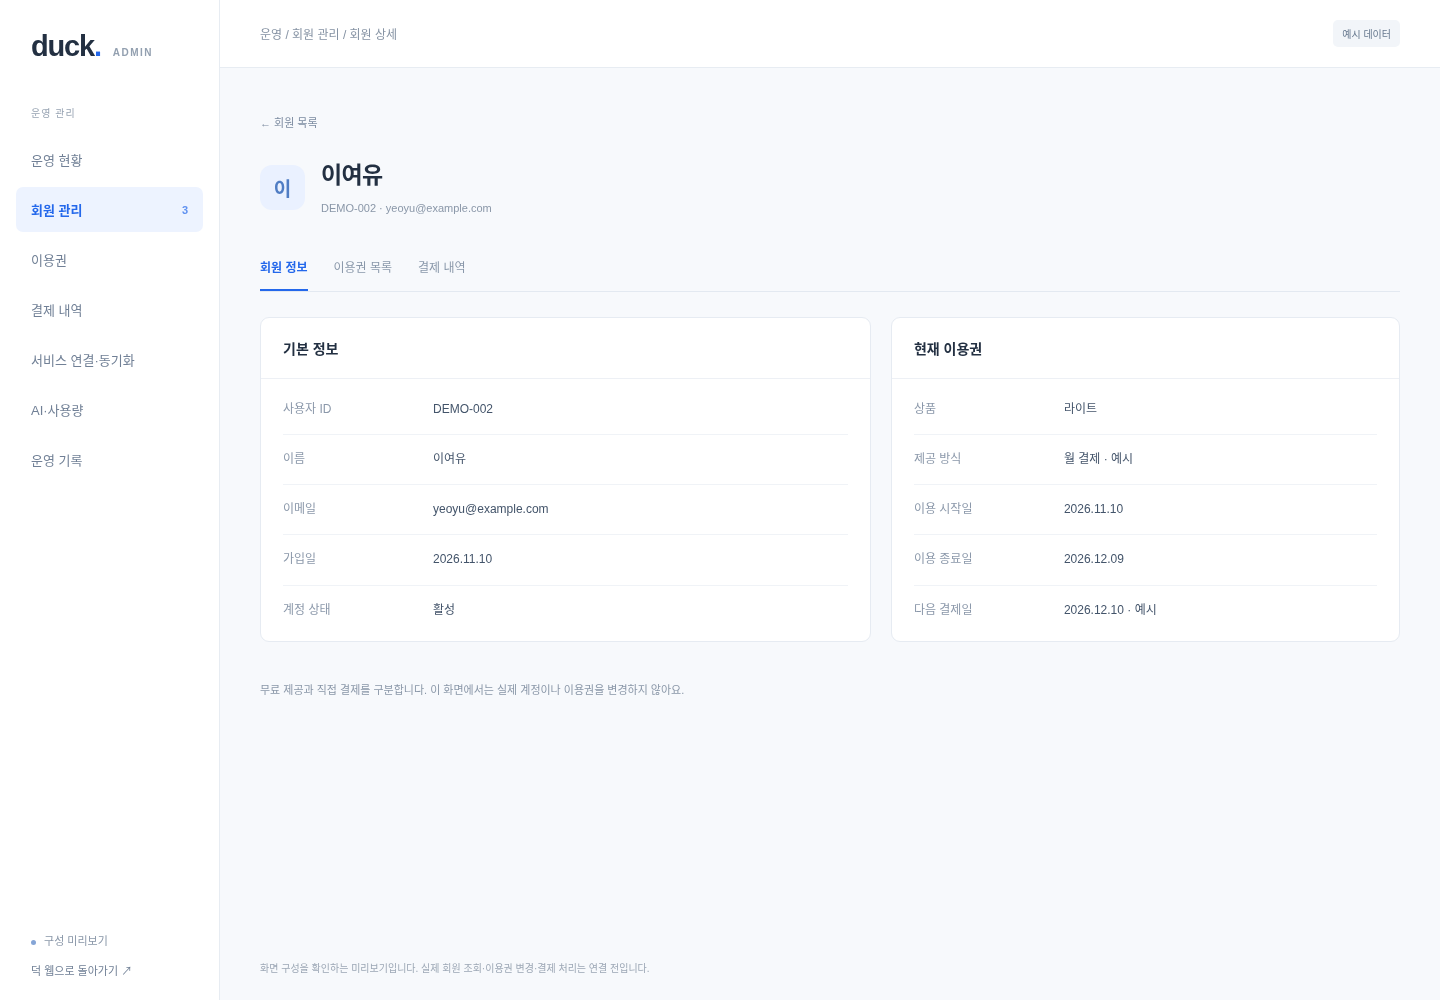 duck. ADMIN
운영 관리
운영 현황
회원 관리 3
이용권
결제 내역
서비스 연결·동기화
AI·사용량
운영 기록
구성 미리보기
덕 웹으로 돌아가기 ↗
운영 / 회원 관리 / 회원 상세
예시 데이터
← 회원 목록
이
이여유
DEMO-002 · yeoyu@example.com
회원 정보 이용권 목록 결제 내역
기본 정보
사용자 ID DEMO-002
이름 이여유
이메일 yeoyu@example.com
가입일 2026.11.10
계정 상태 활성
현재 이용권
상품 라이트
제공 방식 월 결제 · 예시
이용 시작일 2026.11.10
이용 종료일 2026.12.09
다음 결제일 2026.12.10 · 예시
무료 제공과 직접 결제를 구분합니다. 이 화면에서는 실제 계정이나 이용권을 변경하지 않아요.
화면 구성을 확인하는 미리보기입니다. 실제 회원 조회·이용권 변경·결제 처리는 연결 전입니다.